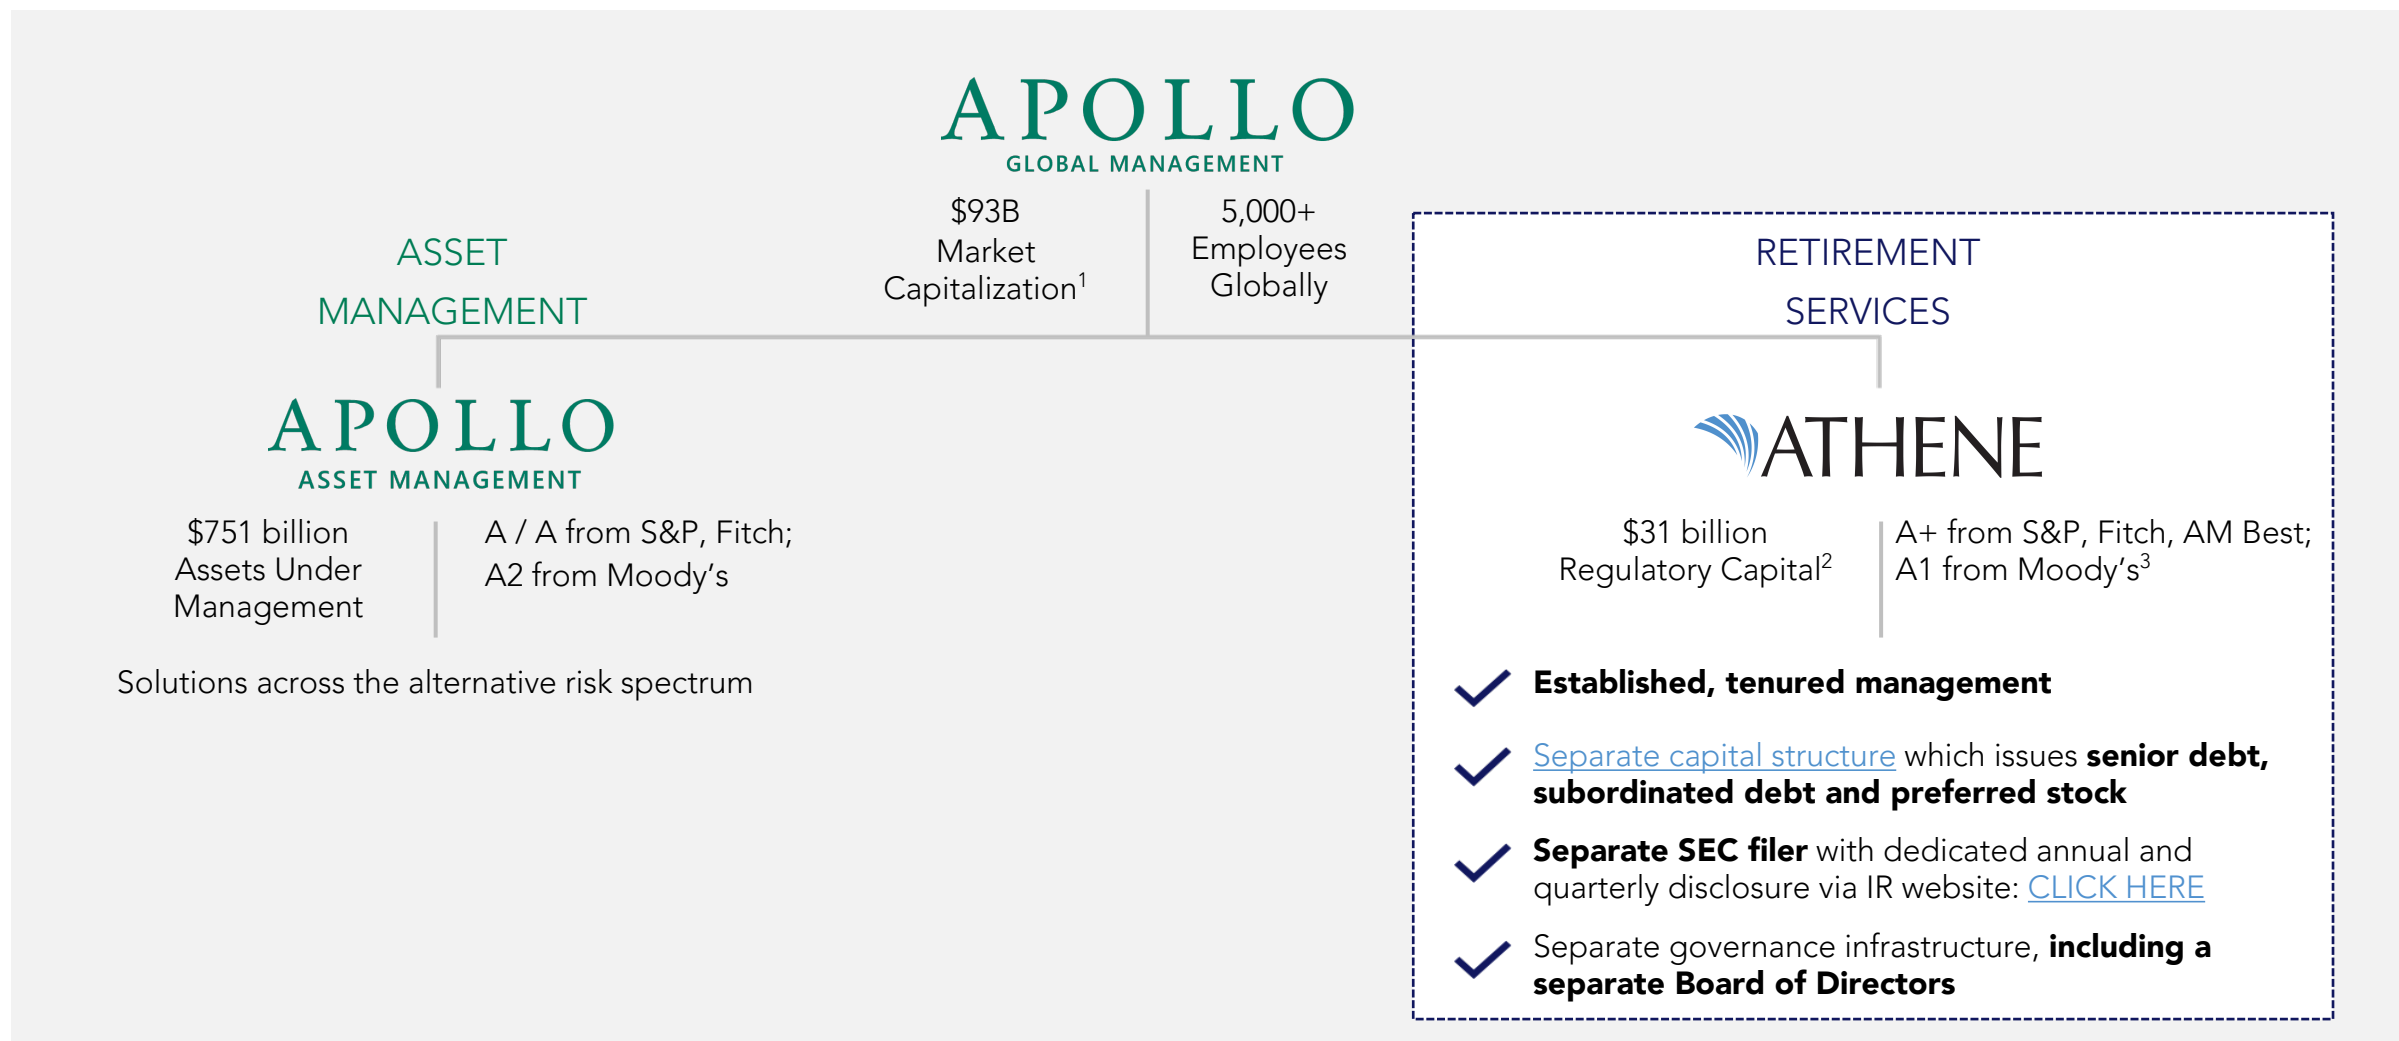 APOLLO
GLOBAL MANAGEMENT
$93B
Market
Capitalization1
5,000+
Employees
Globally
ASSET
MANAGEMENT
APOLLO
ASSET MANAGEMENT
$751 billion
Assets Under
Management
A / A from S&P, Fitch;
A2 from Moody’s
Solutions across the alternative risk spectrum
RETIREMENT
SERVICES
ATHENE
$31 billion
Regulatory Capital2
A+ from S&P, Fitch, AM Best;
A1 from Moody’s3
Established, tenured management
Separate capital structure which issues senior debt,
subordinated debt and preferred stock
Separate SEC filer with dedicated annual and
quarterly disclosure via IR website: CLICK HERE
Separate governance infrastructure, including a
separate Board of Directors